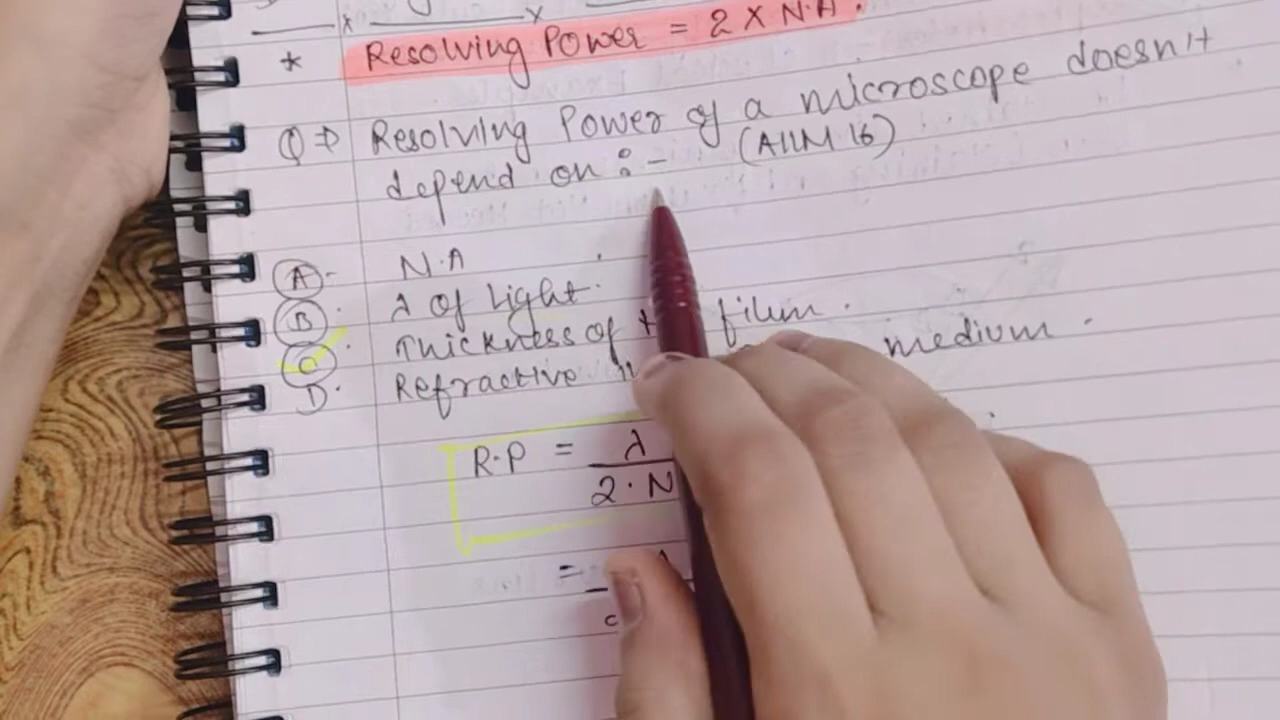 x x
* Resolving Power = 2 X N.A.
Q ⇒ Resolving Power of a microscope doesn't
depend on :- (AIIM 16)
A - N.A
B. λ of Light.
C. Thickness of filum.
D. Refractive medium.
R.P = λ
2 . N
=